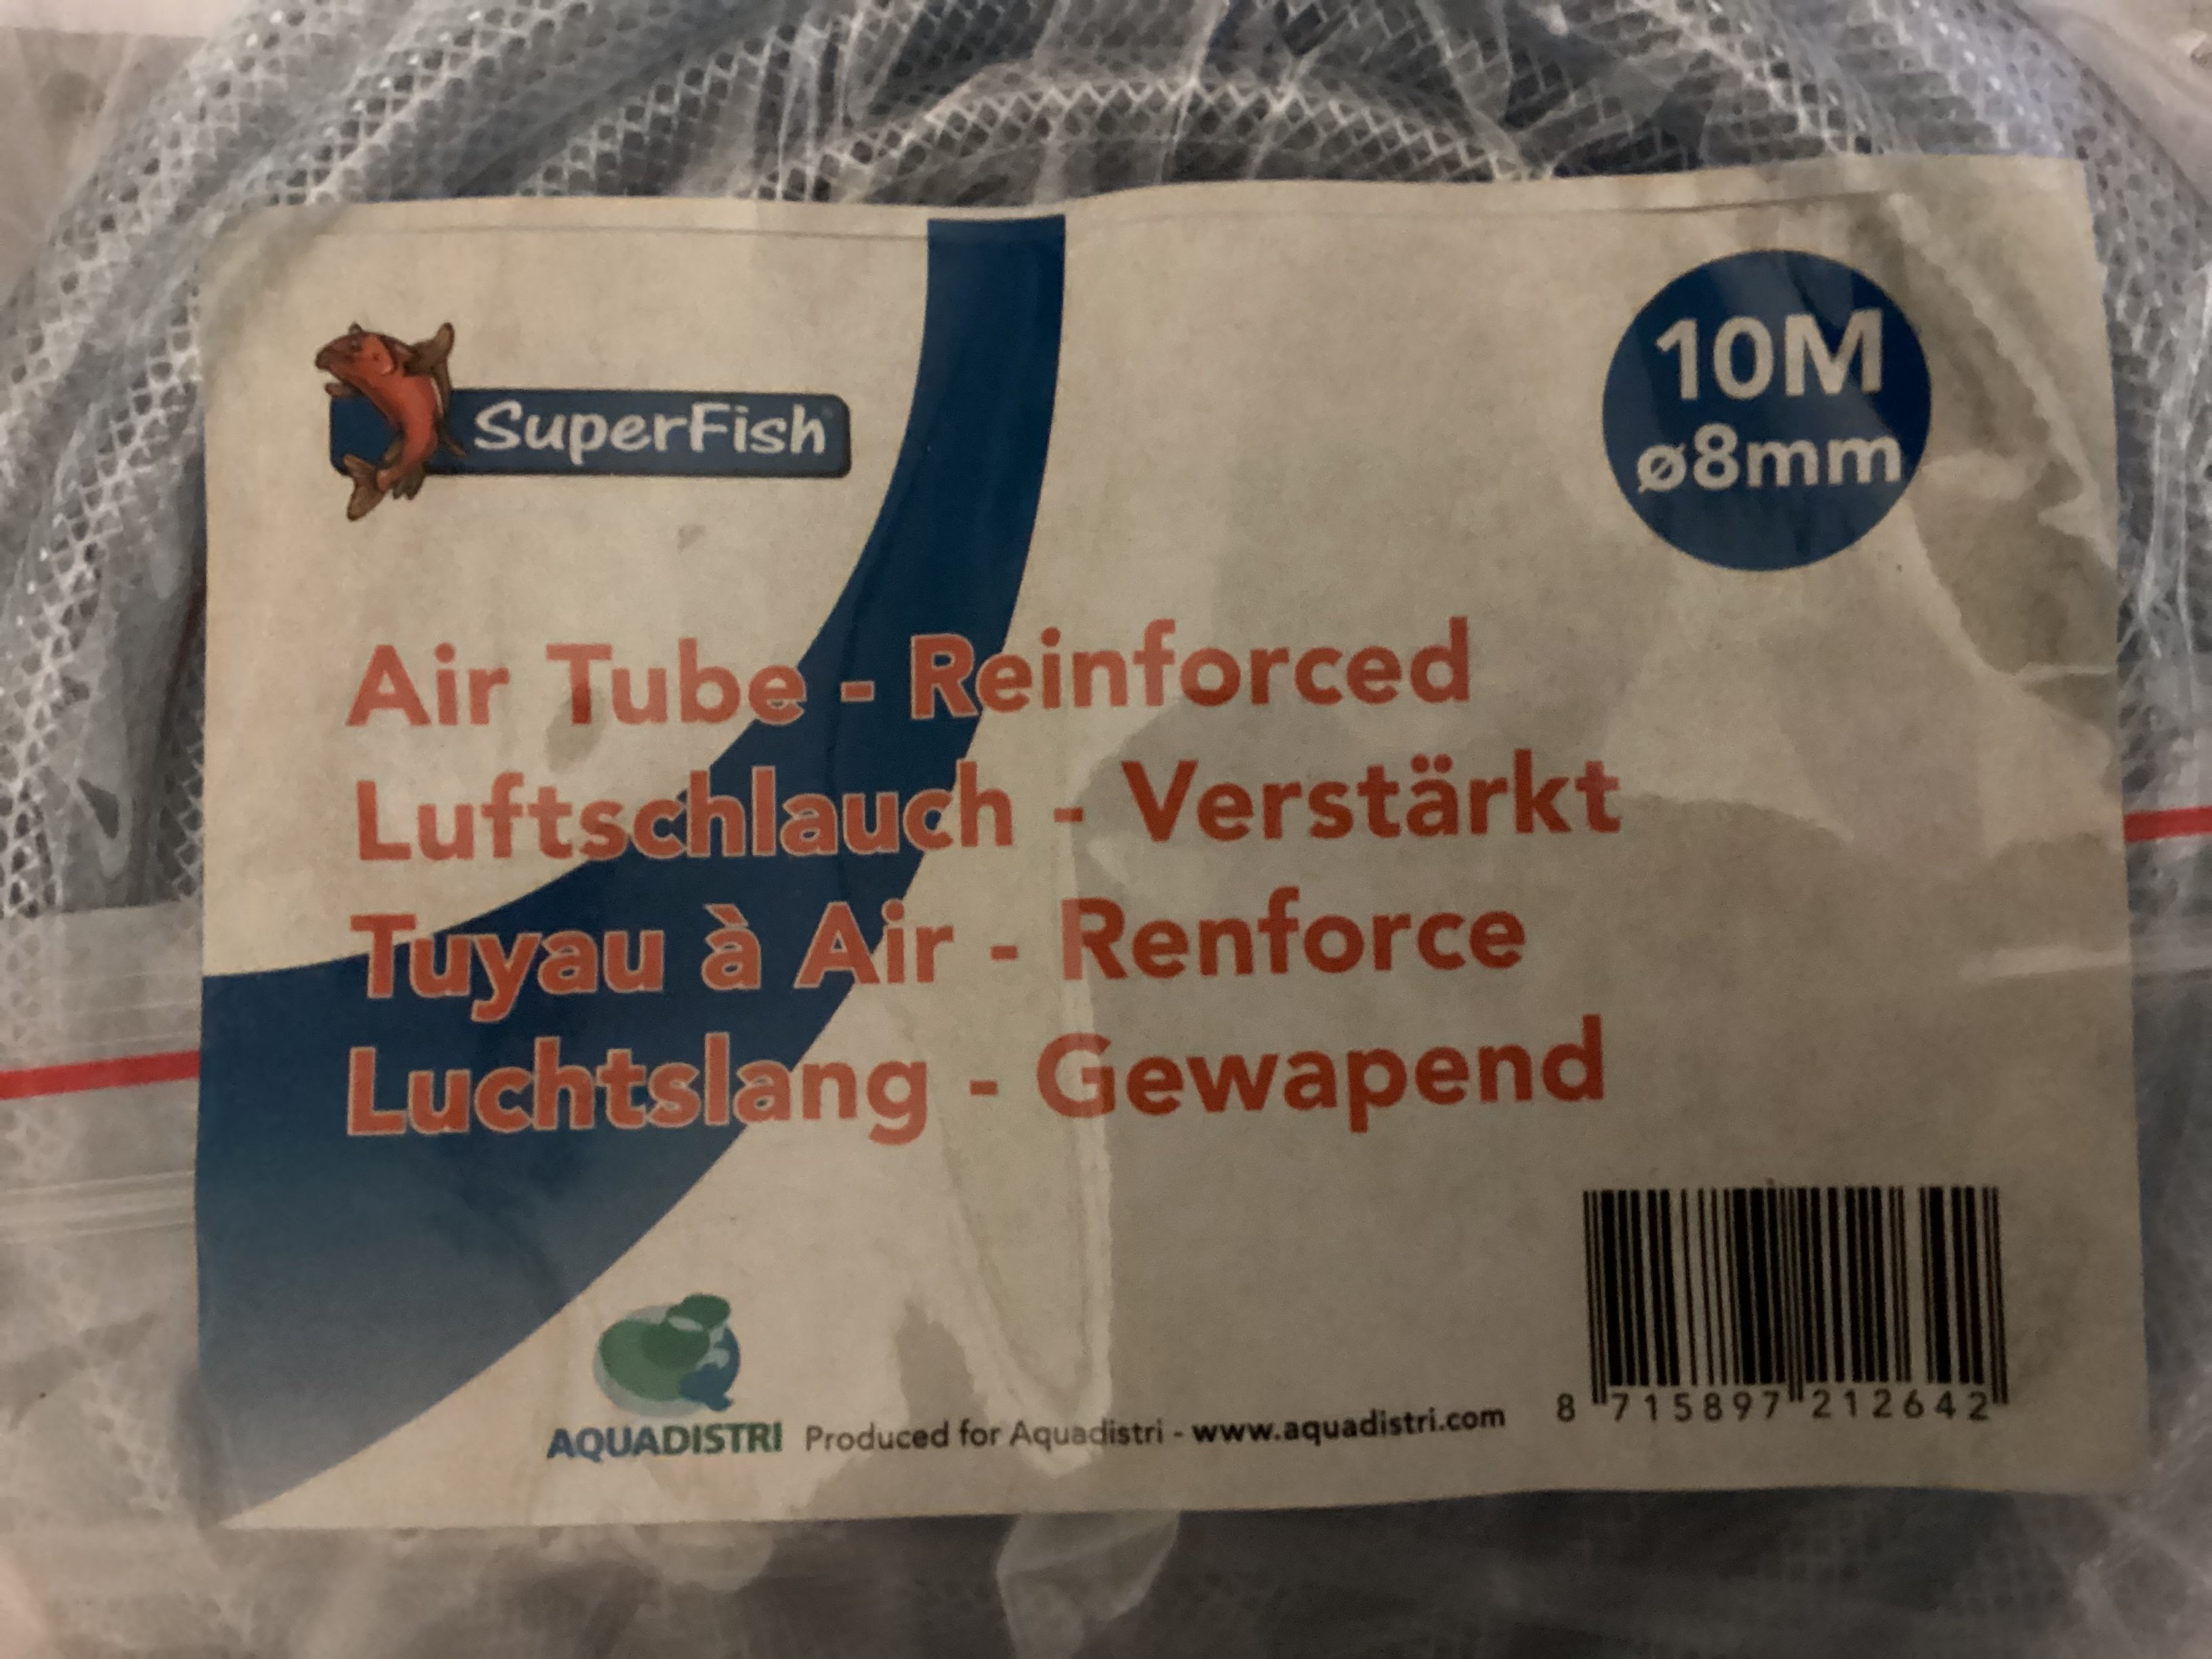 SuperFish
10M
ø8mm
Air Tube - Reinforced
Luftschlauch - Verstärkt
Tuyau à Air - Renforce
Luchtslang - Gewapend
AQUADISTRI Produced for Aquadistri - www.aquadistri.com
8 715897 212642